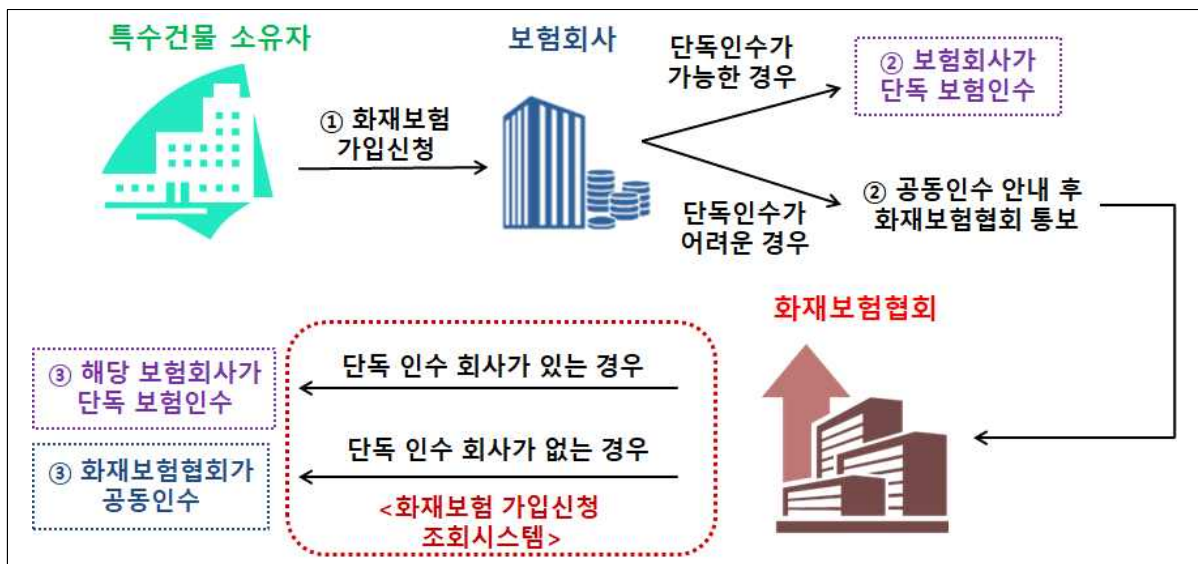 특수건물 소유자
보험회사
① 화재보험
가입신청
단독인수가
가능한 경우
② 보험회사가
단독 보험인수
단독인수가
어려운 경우
② 공동인수 안내 후
화재보험협회 통보
화재보험협회
단독 인수 회사가 있는 경우
③ 해당 보험회사가
단독 보험인수
단독 인수 회사가 없는 경우
③ 화재보험협회가
공동인수
<화재보험 가입신청
조회시스템>